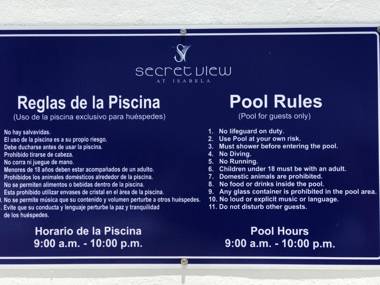 SV
secret view
AT ISABELA
Reglas de la Piscina
(Uso de la piscina exclusivo para huéspedes)
No hay salvavidas.
El uso de la piscina es a su propio riesgo.
Debe ducharse antes de usar la piscina.
Prohibido tirarse de cabeza.
No corra ni juegue de mano.
Menores de 18 años deben estar acompañados de un adulto.
Prohibidos los animales domésticos alrededor de la piscina.
No se permiten alimentos o bebidas dentro de la piscina.
Esta prohibido utilizar envases de cristal en el área de la piscina.
No se permite música que su contenido y volumen perturbe a otros huéspedes.
Evite que su conducta y lenguaje perturbe la paz y tranquilidad
de los huéspedes.
Horario de la Piscina
9:00 a.m. - 10:00 p.m.
Pool Rules
(Pool for guests only)
1. No lifeguard on duty.
2. Use Pool at your own risk.
3. Must shower before entering the pool.
4. No Diving.
5. No Running.
6. Children under 18 must be with an adult.
7. Domestic animals are prohibited.
8. No food or drinks inside the pool.
9. Any glass container is prohibited in the pool area.
10. No loud or explicit music or language.
11. Do not disturb other guests.
Pool Hours
9:00 a.m. - 10:00 p.m.